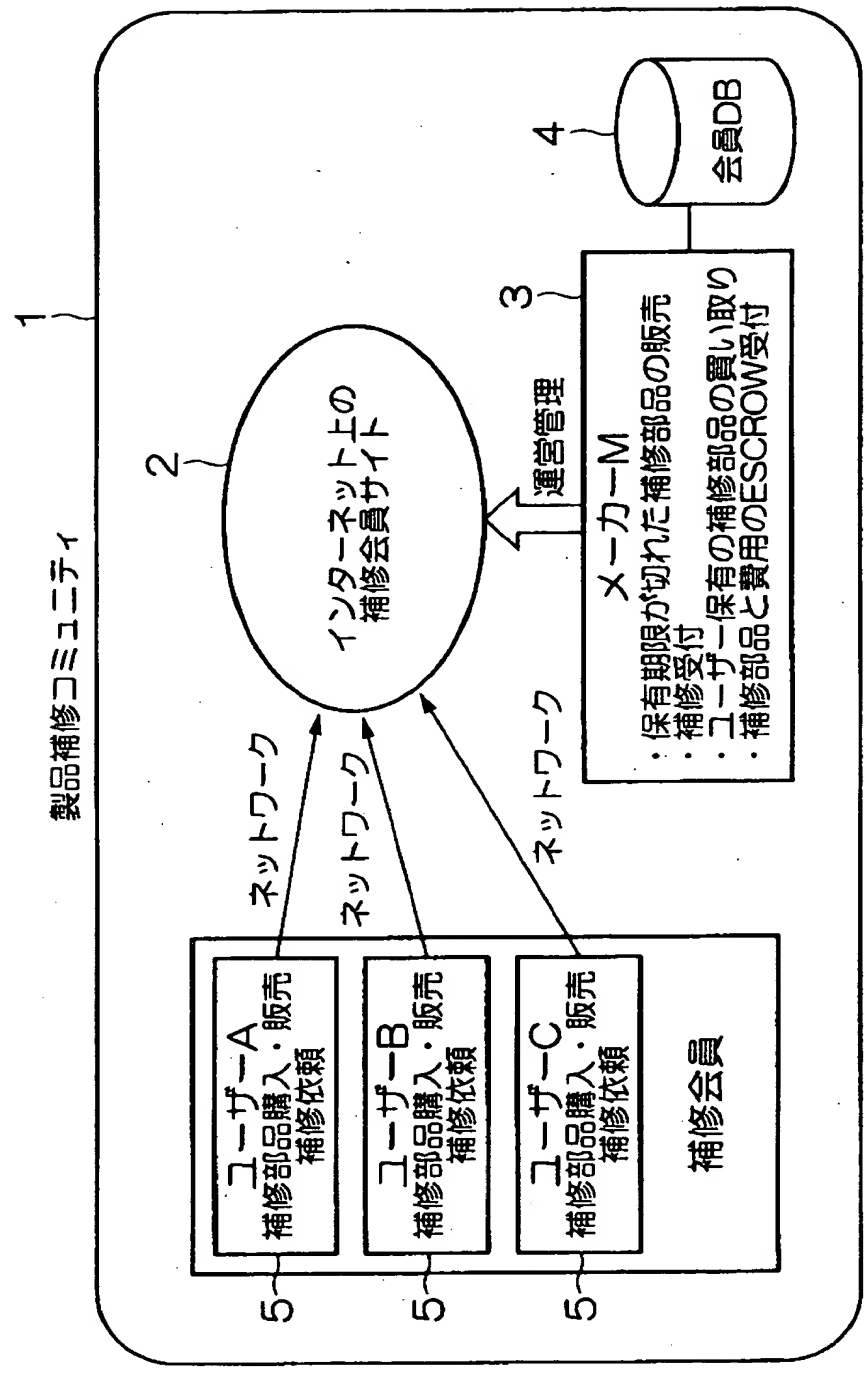 製品補修コミュニティ
1
2
インターネット上の
補修会員サイト
ネットワーク
ネットワーク
ネットワーク
5
ユーザーA
補修部品購入・販売
補修依頼
5
ユーザーB
補修部品購入・販売
補修依頼
5
ユーザーC
補修部品購入・販売
補修依頼
補修会員
運営管理
3
メーカーM
・保有期限が切れた補修部品の販売
・補修受付
・ユーザー保有の補修部品の買い取り
・補修部品と費用のESCROW受付
4
会員DB